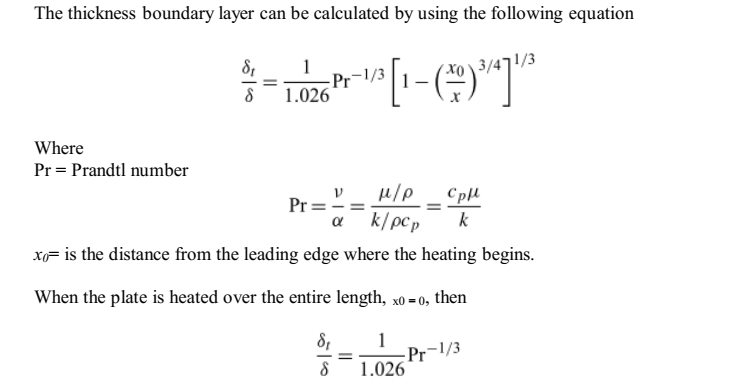 The thickness boundary layer can be calculated by using the following equation
δt/δ = 1/1.026 Pr^−1/3 [1 − (x0/x)^3/4]^1/3
Where
Pr = Prandtl number
Pr = ν/α = (μ/ρ)/(k/ρcp) = cpμ/k
x0= is the distance from the leading edge where the heating begins.
When the plate is heated over the entire length, x0 = 0, then
δt/δ = 1/1.026 Pr^−1/3